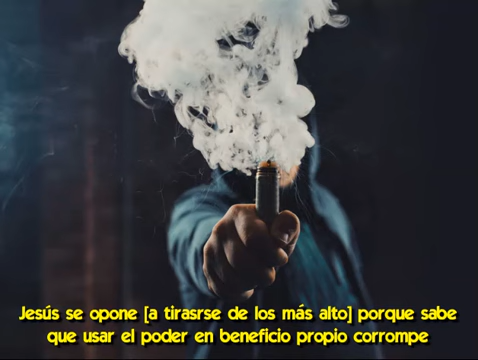 Jesús se opone [a tirasrse de los más alto] porque sabe
que usar el poder en beneficio propio corrompe